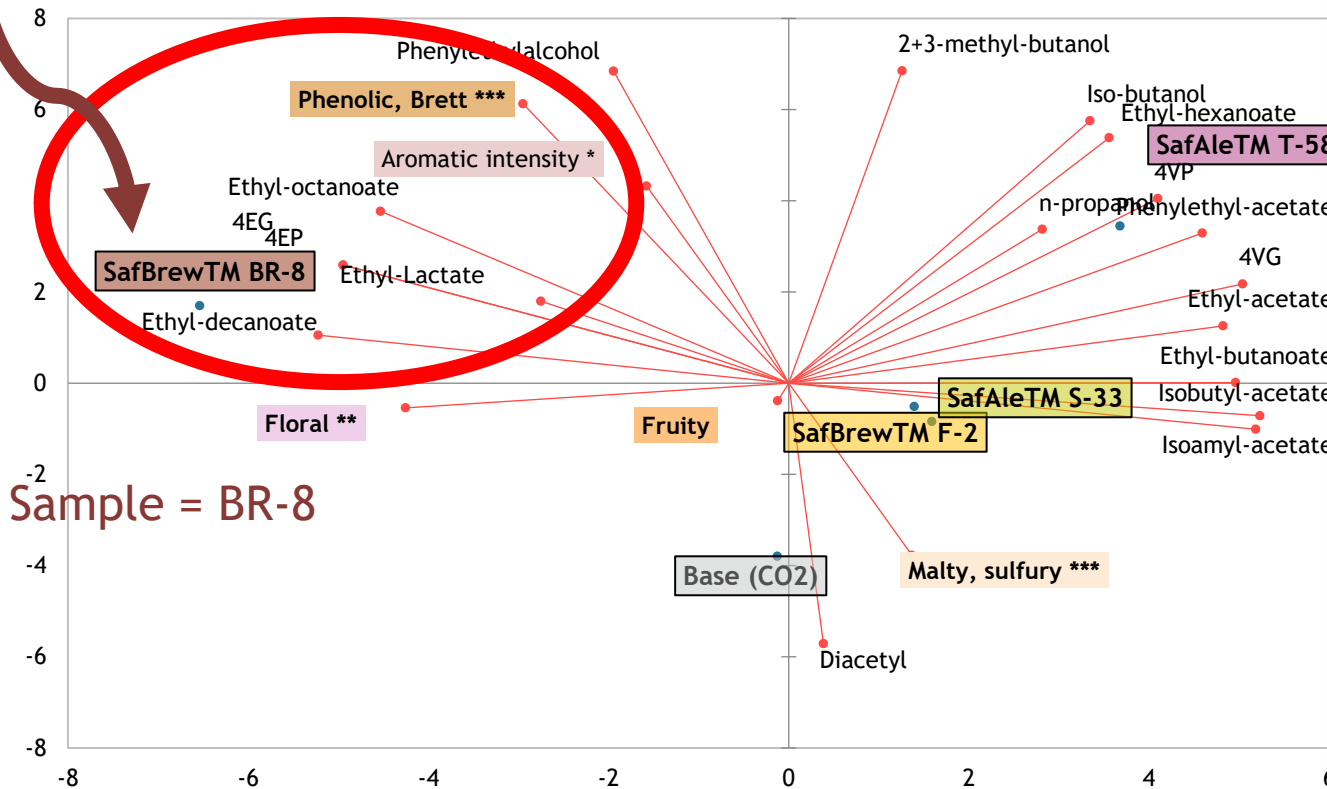 8
Phenylethylalcohol
2+3-methyl-butanol
Phenolic, Brett ***
Iso-butanol
6
Ethyl-hexanoate
SafAleTM T-58
Aromatic intensity *
4VP
Ethyl-octanoate
n-propanol
Phenylethyl-acetate
4EG
4EP
4VG
SafBrewTM BR-8
Ethyl-Lactate
2
Ethyl-acetate
Ethyl-decanoate
Ethyl-butanoate
0
Isobutyl-acetate
SafAleTM S-33
Floral **
Fruity
SafBrewTM F-2
Isoamyl-acetate
-2
Sample = BR-8
-4
Base (CO2)
Malty, sulfury ***
-6
Diacetyl
-8
-8 -6 -4 -2 0 2 4 6